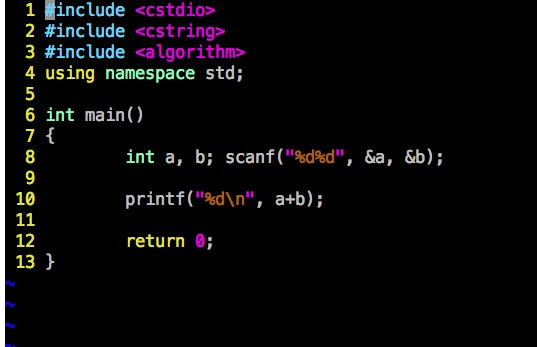 1 #include <cstdio>
2 #include <cstring>
3 #include <algorithm>
4 using namespace std;
5
6 int main()
7 {
8         int a, b; scanf("%d%d", &a, &b);
9
10         printf("%d\n", a+b);
11
12         return 0;
13 }
~
~
~
~